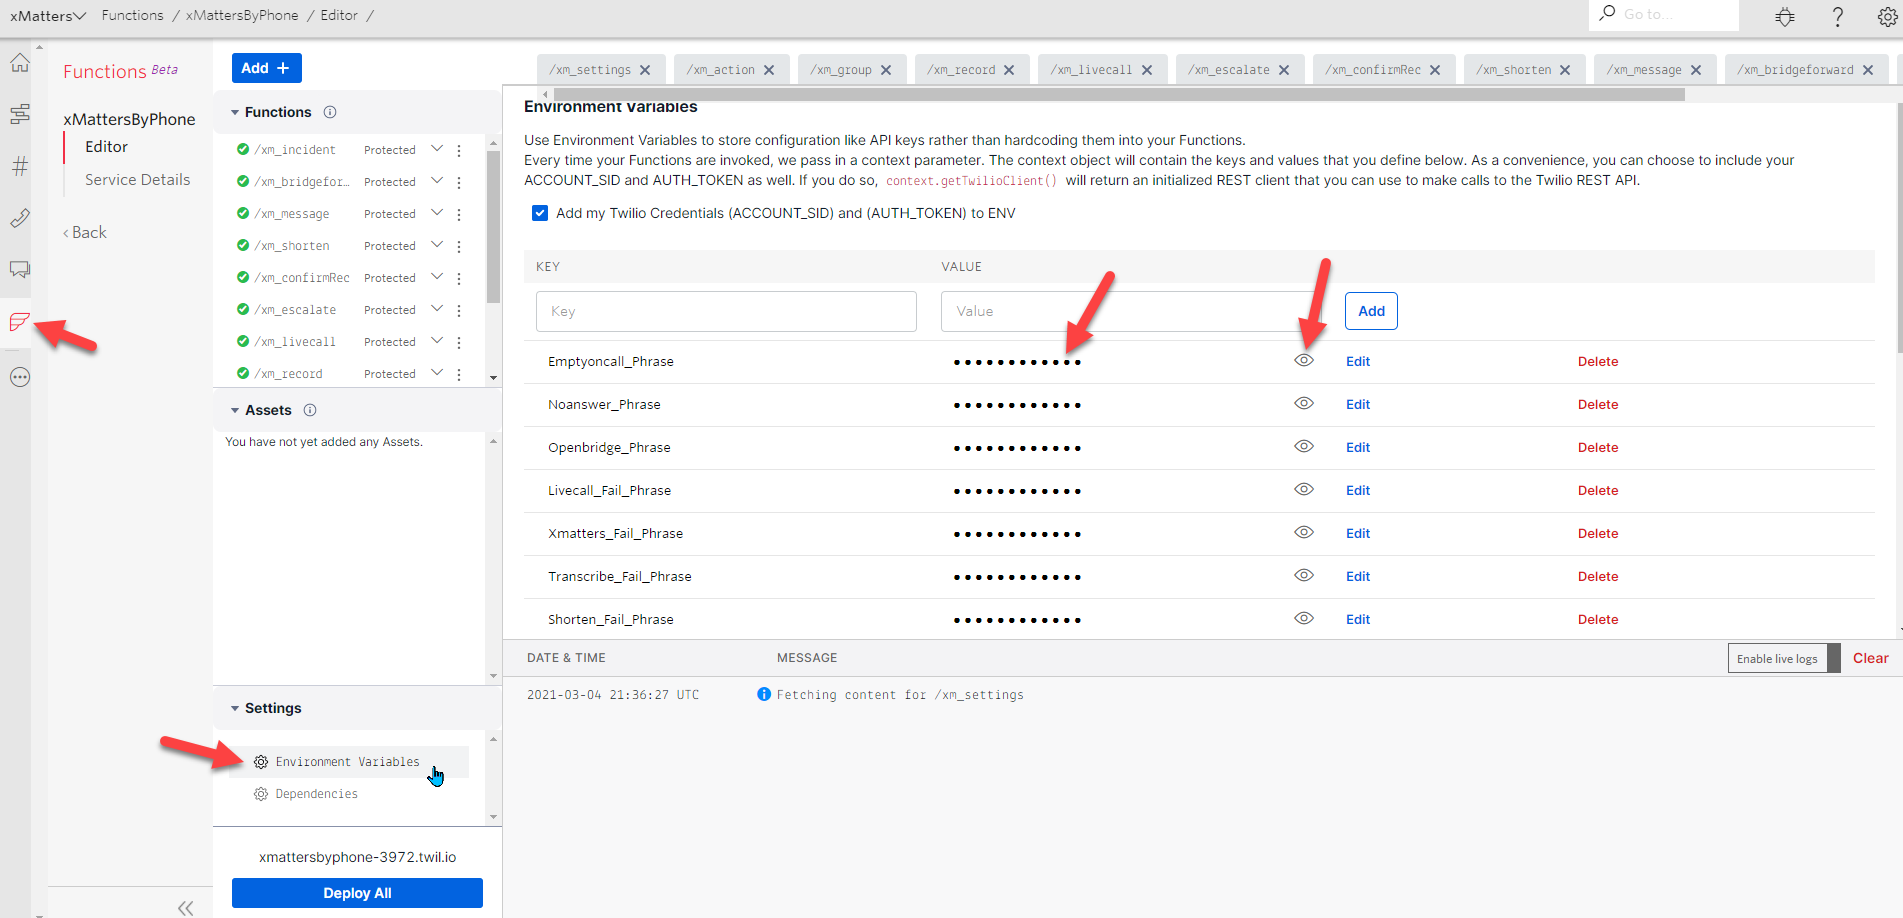 xMatters
Functions / xMattersByPhone / Editor /
Go to...
Functions Beta
xMattersByPhone
Editor
Service Details
Back
Add +
Functions
/xm_incident Protected
/xm_bridgefor... Protected
/xm_message Protected
/xm_shorten Protected
/xm_confirmRec Protected
/xm_escalate Protected
/xm_livecall Protected
/xm_record Protected
Assets
You have not yet added any Assets.
Settings
Environment Variables
Dependencies
xmattersbyphone-3972.twil.io
Deploy All
/xm_settings /xm_action /xm_group /xm_record /xm_livecall /xm_escalate /xm_confirmRec /xm_shorten /xm_message /xm_bridgeforward
Environment Variables
Use Environment Variables to store configuration like API keys rather than hardcoding them into your Functions.
Every time your Functions are invoked, we pass in a context parameter. The context object will contain the keys and values that you define below. As a convenience, you can choose to include your
ACCOUNT_SID and AUTH_TOKEN as well. If you do so, context.getTwilioClient() will return an initialized REST client that you can use to make calls to the Twilio REST API.
Add my Twilio Credentials (ACCOUNT_SID) and (AUTH_TOKEN) to ENV
KEY VALUE
Key Value Add
Emptyoncall_Phrase •••••••••••• Edit Delete
Noanswer_Phrase •••••••••••• Edit Delete
Openbridge_Phrase •••••••••••• Edit Delete
Livecall_Fail_Phrase •••••••••••• Edit Delete
Xmatters_Fail_Phrase •••••••••••• Edit Delete
Transcribe_Fail_Phrase •••••••••••• Edit Delete
Shorten_Fail_Phrase •••••••••••• Edit Delete
DATE & TIME MESSAGE Enable live logs Clear
2021-03-04 21:36:27 UTC Fetching content for /xm_settings